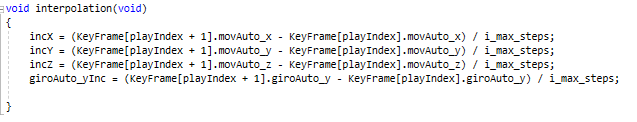 void interpolation(void)
{
incX = (KeyFrame[playIndex + 1].movAuto_x - KeyFrame[playIndex].movAuto_x) / i_max_steps;
incY = (KeyFrame[playIndex + 1].movAuto_y - KeyFrame[playIndex].movAuto_y) / i_max_steps;
incZ = (KeyFrame[playIndex + 1].movAuto_z - KeyFrame[playIndex].movAuto_z) / i_max_steps;
giroAuto_yInc = (KeyFrame[playIndex + 1].giroAuto_y - KeyFrame[playIndex].giroAuto_y) / i_max_steps;
}